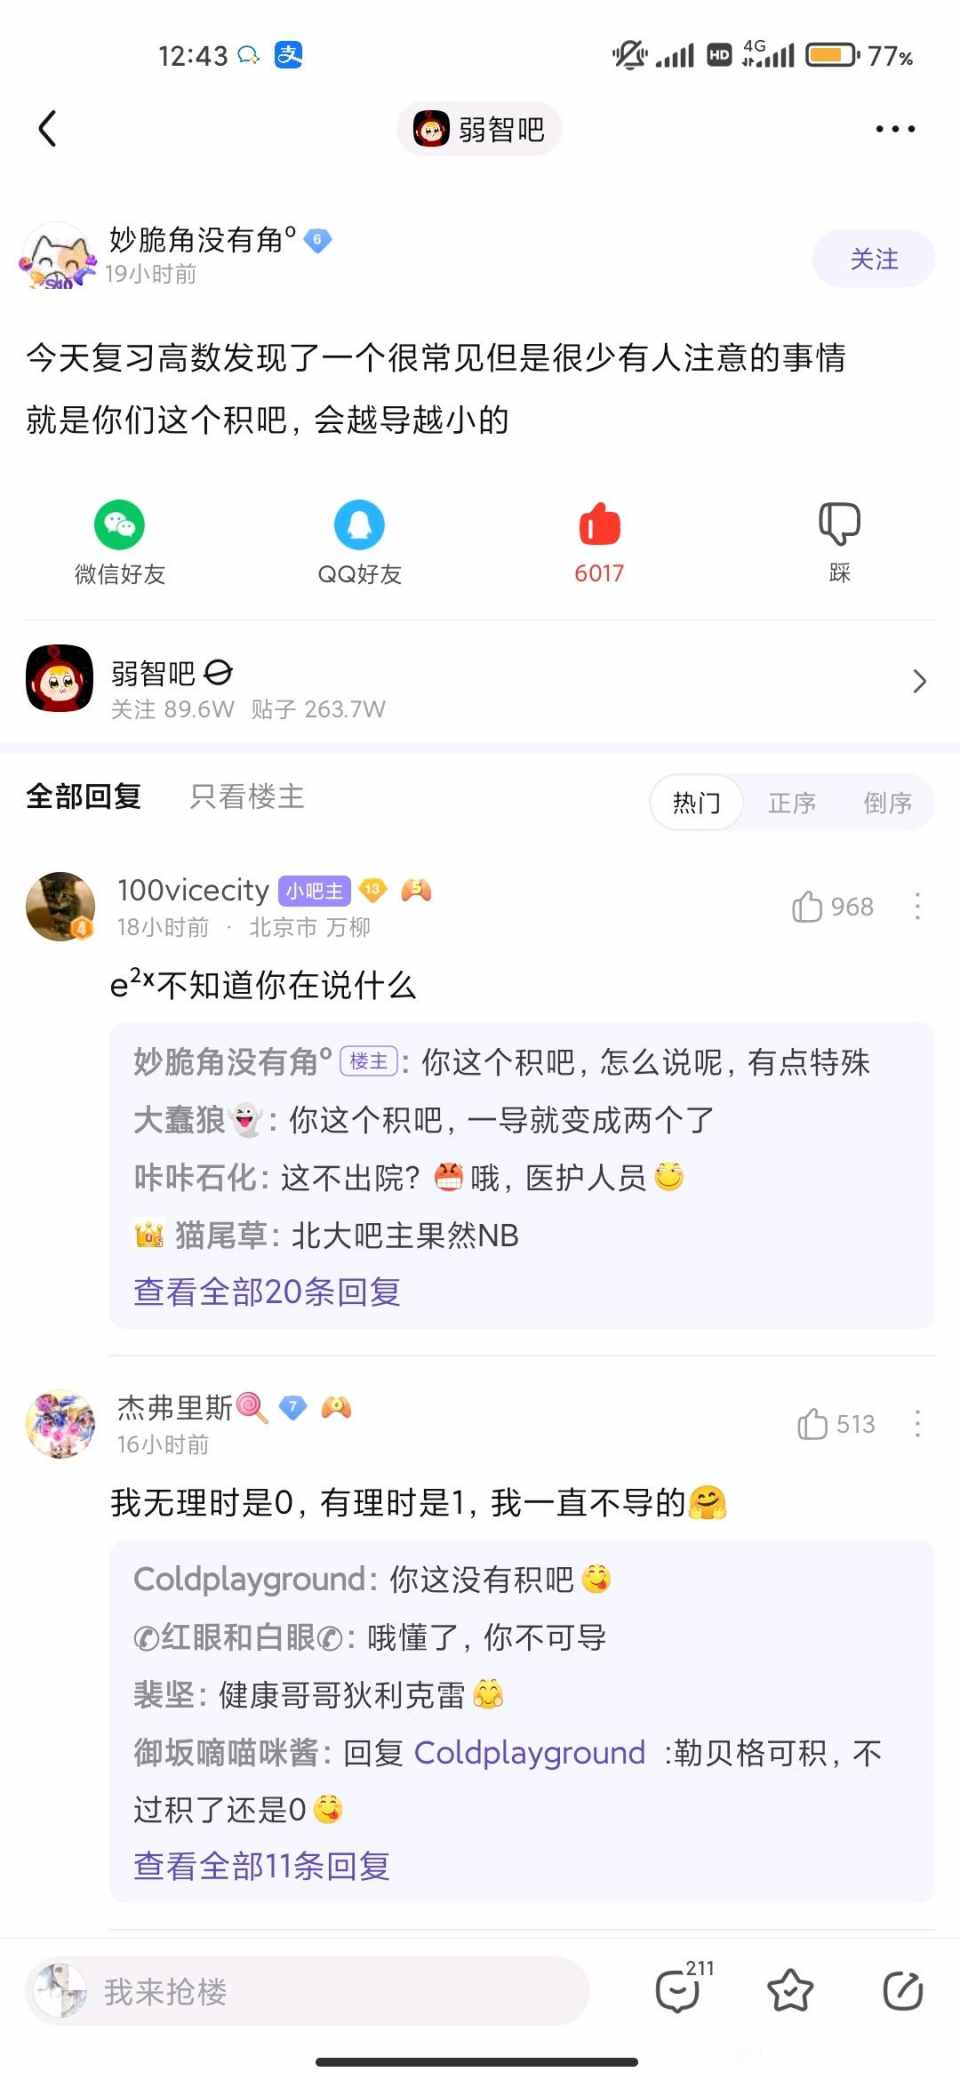 12:43
支
HD
4G
77%
弱智吧
妙脆角没有角º 6
19小时前
关注
今天复习高数发现了一个很常见但是很少有人注意的事情
就是你们这个积吧，会越导越小的
微信好友
QQ好友
6017
踩
弱智吧
关注 89.6W 贴子 263.7W
全部回复
只看楼主
热门
正序
倒序
100vicecity 小吧主 13 5
4
18小时前 · 北京市 万柳
968
e²ˣ不知道你在说什么
妙脆角没有角º 楼主：你这个积吧，怎么说呢，有点特殊
大蠢狼👻：你这个积吧，一导就变成两个了
咔咔石化：这不出院？😡哦，医护人员😏
猫尾草：北大吧主果然NB
查看全部20条回复
杰弗里斯🍭 7 4
16小时前
513
我无理时是0，有理时是1，我一直不导的🤗
Coldplayground：你这没有积吧😋
✆红眼和白眼✆：哦懂了，你不可导
裴坚：健康哥哥狄利克雷🤗
御坂嘀喵咪酱：回复 Coldplayground :勒贝格可积，不
过积了还是0😋
查看全部11条回复
我来抢楼
211